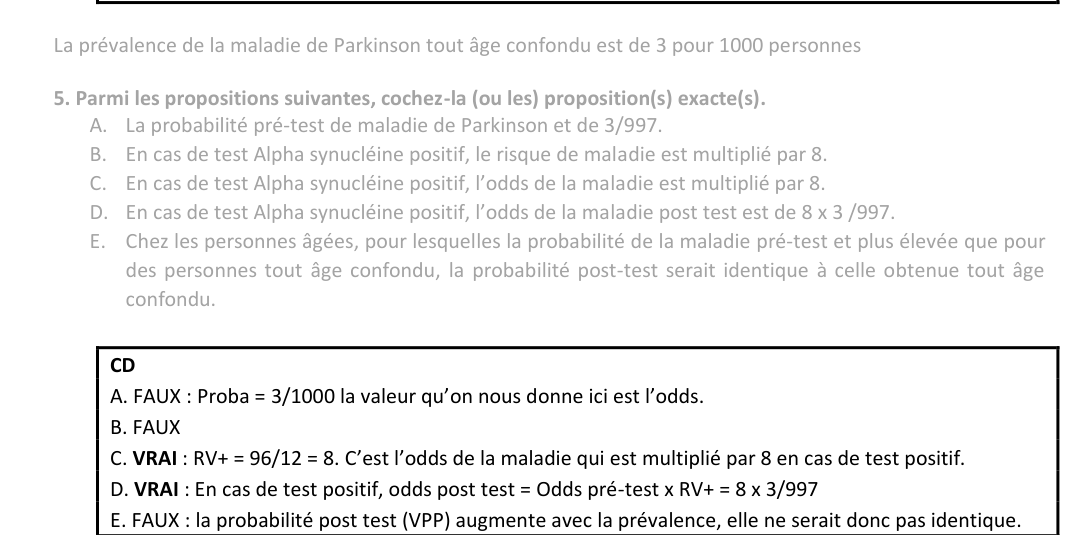 La prévalence de la maladie de Parkinson tout âge confondu est de 3 pour 1000 personnes
5. Parmi les propositions suivantes, cochez-la (ou les) proposition(s) exacte(s).
A. La probabilité pré-test de maladie de Parkinson et de 3/997.
B. En cas de test Alpha synucléine positif, le risque de maladie est multiplié par 8.
C. En cas de test Alpha synucléine positif, l’odds de la maladie est multiplié par 8.
D. En cas de test Alpha synucléine positif, l’odds de la maladie post test est de 8 x 3 /997.
E. Chez les personnes âgées, pour lesquelles la probabilité de la maladie pré-test et plus élevée que pour
des personnes tout âge confondu, la probabilité post-test serait identique à celle obtenue tout âge
confondu.
CD
A. FAUX : Proba = 3/1000 la valeur qu’on nous donne ici est l’odds.
B. FAUX
C. VRAI : RV+ = 96/12 = 8. C’est l’odds de la maladie qui est multiplié par 8 en cas de test positif.
D. VRAI : En cas de test positif, odds post test = Odds pré-test x RV+ = 8 x 3/997
E. FAUX : la probabilité post test (VPP) augmente avec la prévalence, elle ne serait donc pas identique.